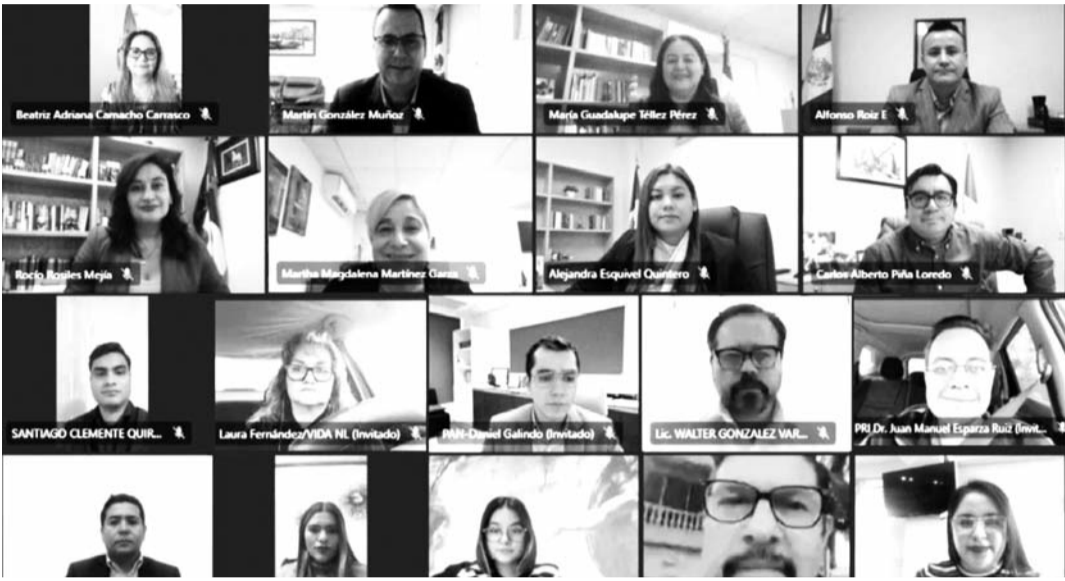 Beatriz Adriana Camacho Carrasco
Martín González Muñoz
María Guadalupe Téllez Pérez
Alfonso Roiz E
Rocío Rosiles Mejía
Martha Magdalena Martínez Garza
Alejandra Esquivel Quintero
Carlos Alberto Piña Loredo
SANTIAGO CLEMENTE QUIR...
Laura Fernández/VIDA NL (Invitado)
PAN-Daniel Galindo (Invitado)
Lic. WALTER GONZALEZ VAR...
PRI Dr. Juan Manuel Esparza Ruiz (Invit...